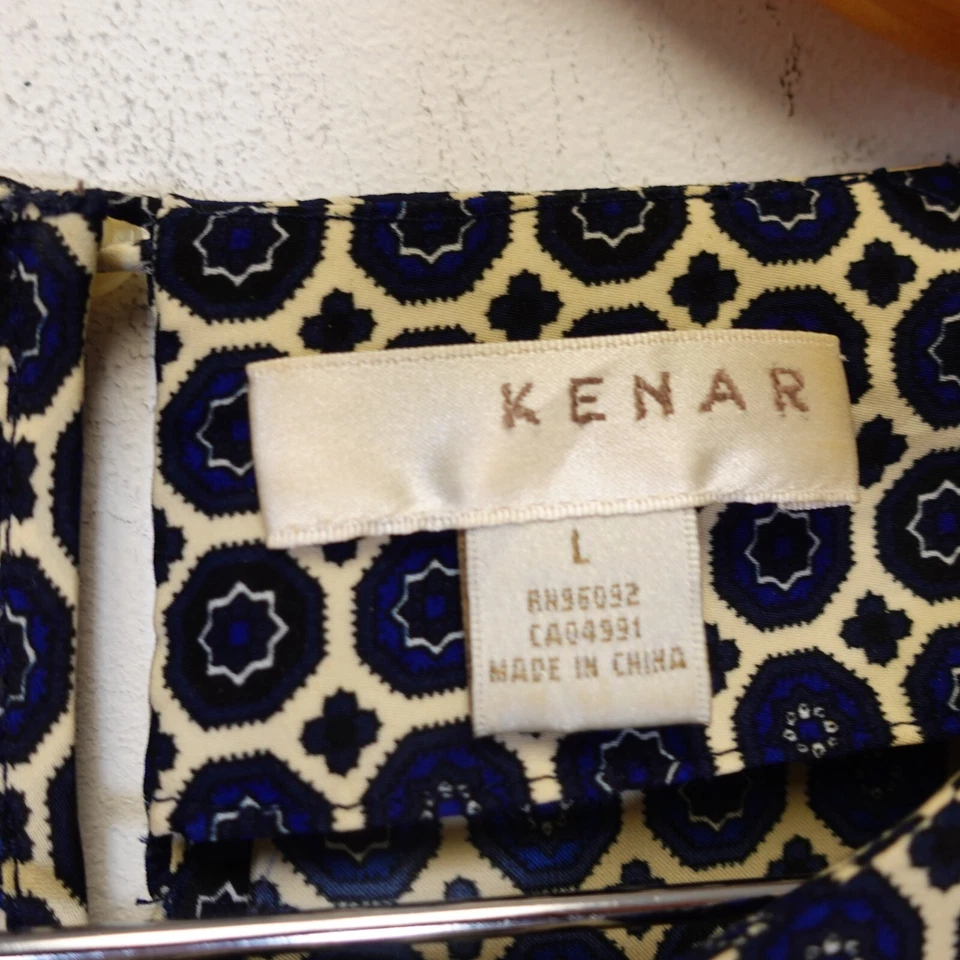 KENAR
L
RN96092
CA04991
MADE IN CHINA